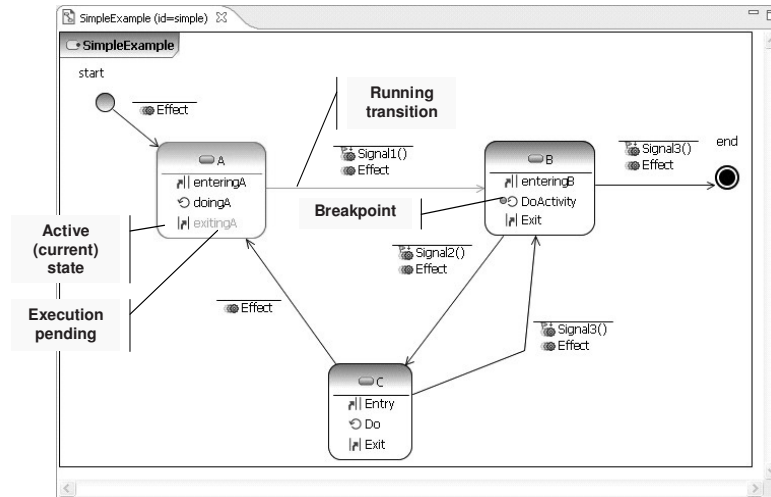 SimpleExample (id=simple)
SimpleExample
start
Effect
Running
transition
A
enteringA
doingA
exitingA
Signal1()
Effect
B
enteringB
DoActivity
Exit
Signal3()
Effect
end
Breakpoint
Active
(current)
state
Execution
pending
Signal2()
Effect
Effect
Signal3()
Effect
C
Entry
Do
Exit